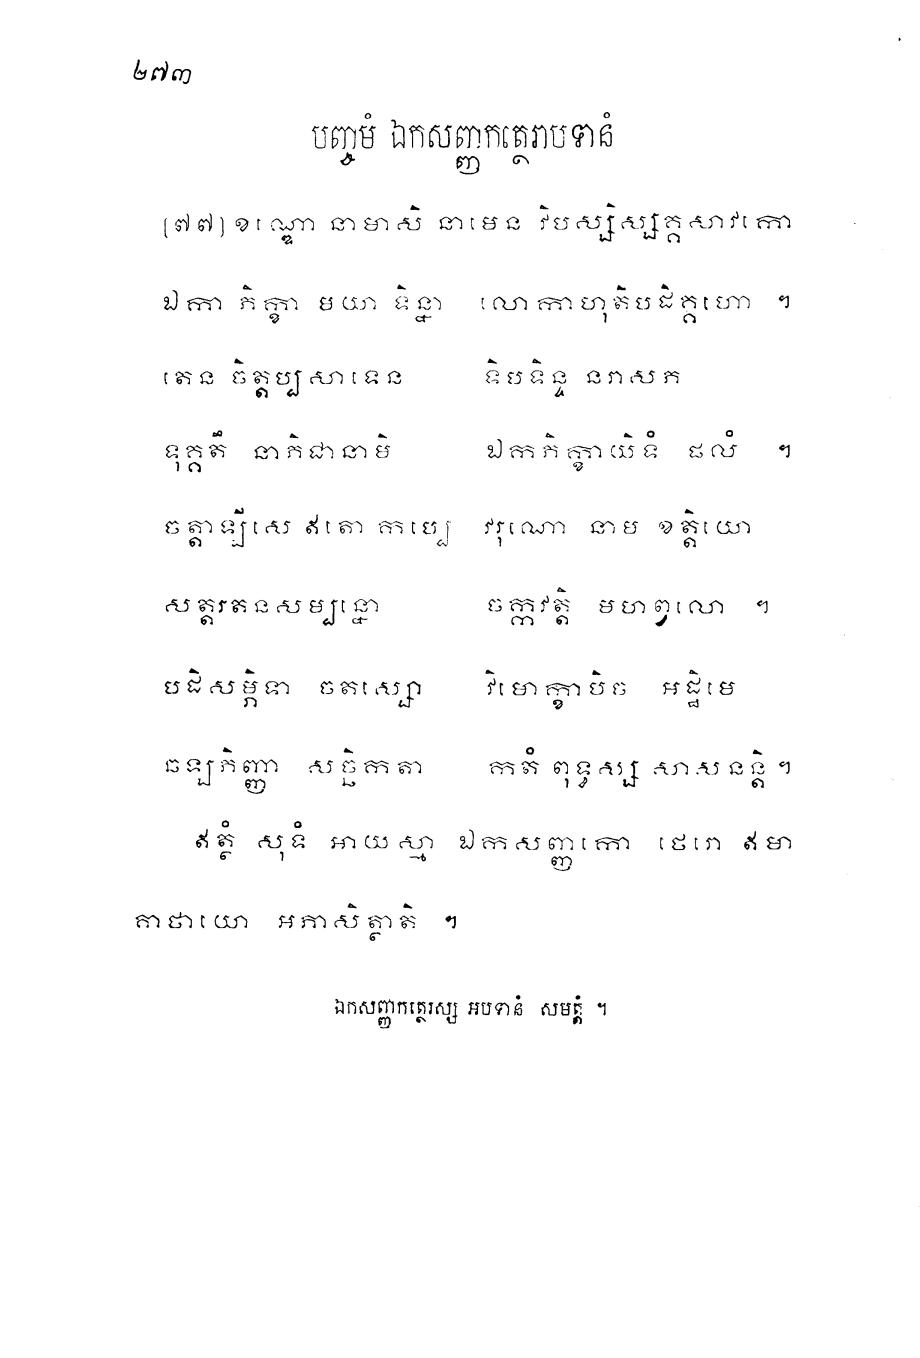 ២៧៣
បញ្ចមំ ឯកសញ្ញកត្ថេរាបទានំ
[៧៧] ខណ្ឌោ នាមាសិ នាមេន វិបស្សិស្សគ្គសាវកោ
ឯកា ភិក្ខា មយា ទិន្នា លោកាហុតិបដិគ្គហោ ។
តេន ចិត្តប្បសាទេន ទិបទិន្ទ នរាសភ
ទុគ្គតឹ នាភិជានាមិ ឯកភិក្ខាយិទំ ផលំ ។
ចត្តាឡីសេ ឥតោ កប្បេ វរុណោ នាម ខត្តិយោ
សត្តរតនសម្បន្នោ ចក្កវត្តិ មហព្វលោ ។
បដិសម្ភិទា ចតស្សោ វិមោក្ខាបិច អដ្ឋិមេ
ឆឡភិញ្ញា សច្ឆិកតា កតំ ពុទ្ធស្ស សាសនន្តិ ។
ឥត្ថំ សុទំ អាយស្មា ឯកសញ្ញកោ ថេរោ ឥមា
គាថាយោ អភាសិត្ថាតិ ។
ឯកសញ្ញកត្ថេរស្ស អបទានំ សមត្តំ ។